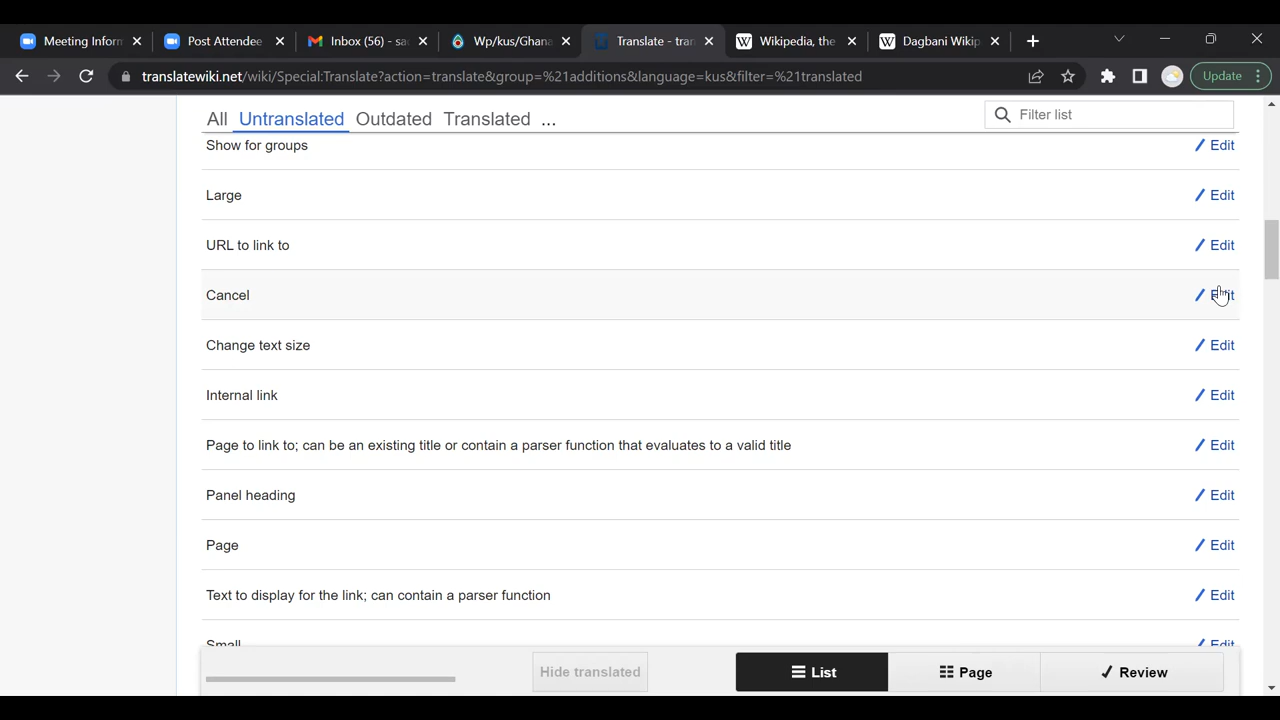 Meeting Inforn
Post Attendee
Inbox (56) - sa
Wp/kus/Ghana
Translate - tran
Wikipedia, the
Dagbani Wikip
translatewiki.net/wiki/Special:Translate?action=translate&group=%21additions&language=kus&filter=%21translated
Update
All Untranslated Outdated Translated ...
Filter list
Show for groups Edit
Large Edit
URL to link to Edit
Cancel Edit
Change text size Edit
Internal link Edit
Page to link to; can be an existing title or contain a parser function that evaluates to a valid title Edit
Panel heading Edit
Page Edit
Text to display for the link; can contain a parser function Edit
Small Edit
Hide translated List Page Review